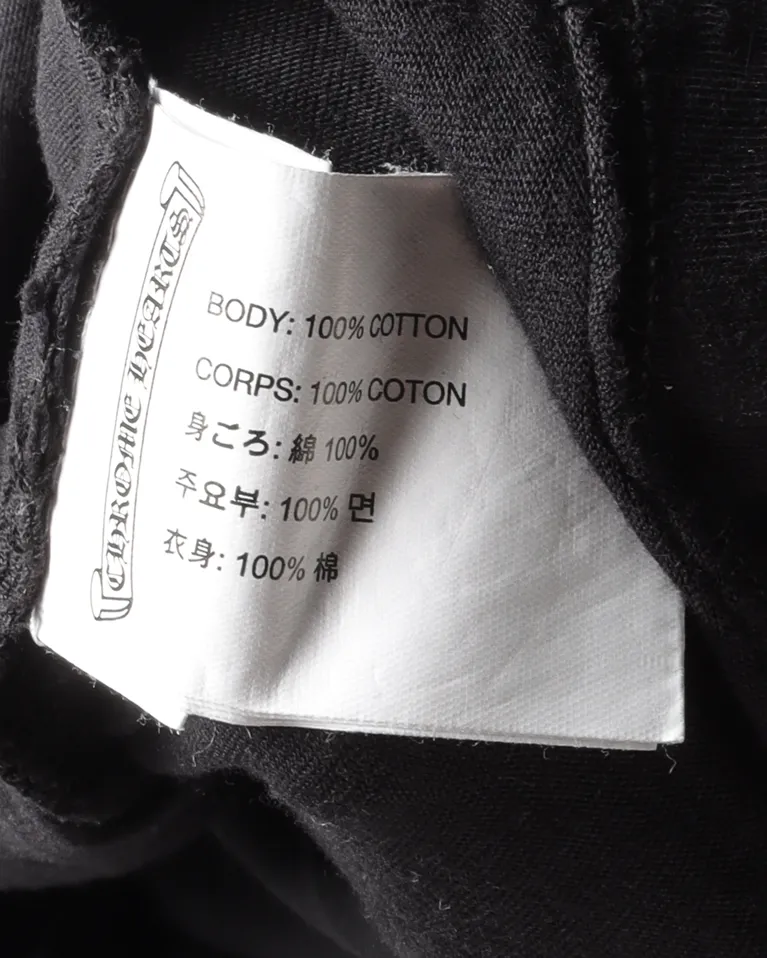 CHROME HEARTS
BODY: 100% COTTON
CORPS: 100% COTON
身ごろ: 綿 100%
주요부: 100% 면
衣身: 100% 棉